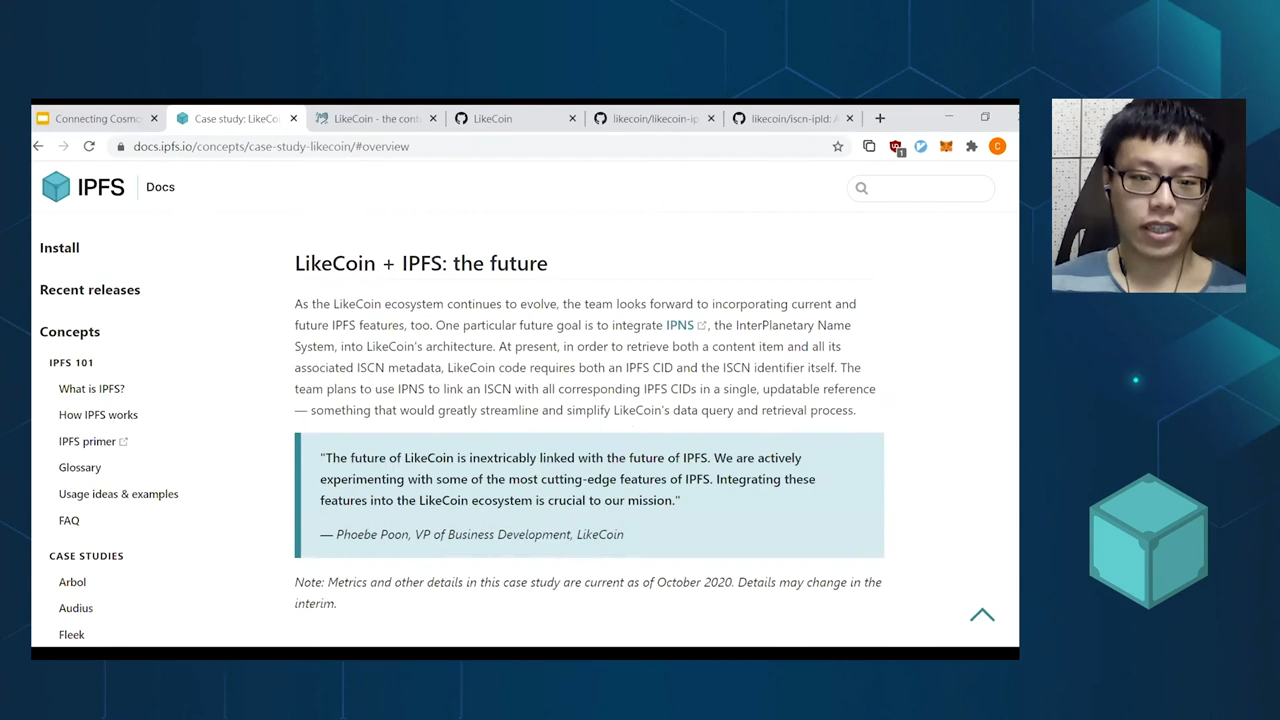 Connecting Cosmo
Case study: LikeCoi
LikeCoin - the cont
LikeCoin
likecoin/likecoin-ip
likecoin/iscn-ipld: A
docs.ipfs.io/concepts/case-study-likecoin/#overview
1
C
IPFS
Docs
Install
Recent releases
Concepts
IPFS 101
What is IPFS?
How IPFS works
IPFS primer
Glossary
Usage ideas & examples
FAQ
CASE STUDIES
Arbol
Audius
Fleek
LikeCoin + IPFS: the future
As the LikeCoin ecosystem continues to evolve, the team looks forward to incorporating current and
future IPFS features, too. One particular future goal is to integrate IPNS, the InterPlanetary Name
System, into LikeCoin's architecture. At present, in order to retrieve both a content item and all its
associated ISCN metadata, LikeCoin code requires both an IPFS CID and the ISCN identifier itself. The
team plans to use IPNS to link an ISCN with all corresponding IPFS CIDs in a single, updatable reference
— something that would greatly streamline and simplify LikeCoin's data query and retrieval process.
"The future of LikeCoin is inextricably linked with the future of IPFS. We are actively
experimenting with some of the most cutting-edge features of IPFS. Integrating these
features into the LikeCoin ecosystem is crucial to our mission."
— Phoebe Poon, VP of Business Development, LikeCoin
Note: Metrics and other details in this case study are current as of October 2020. Details may change in the
interim.